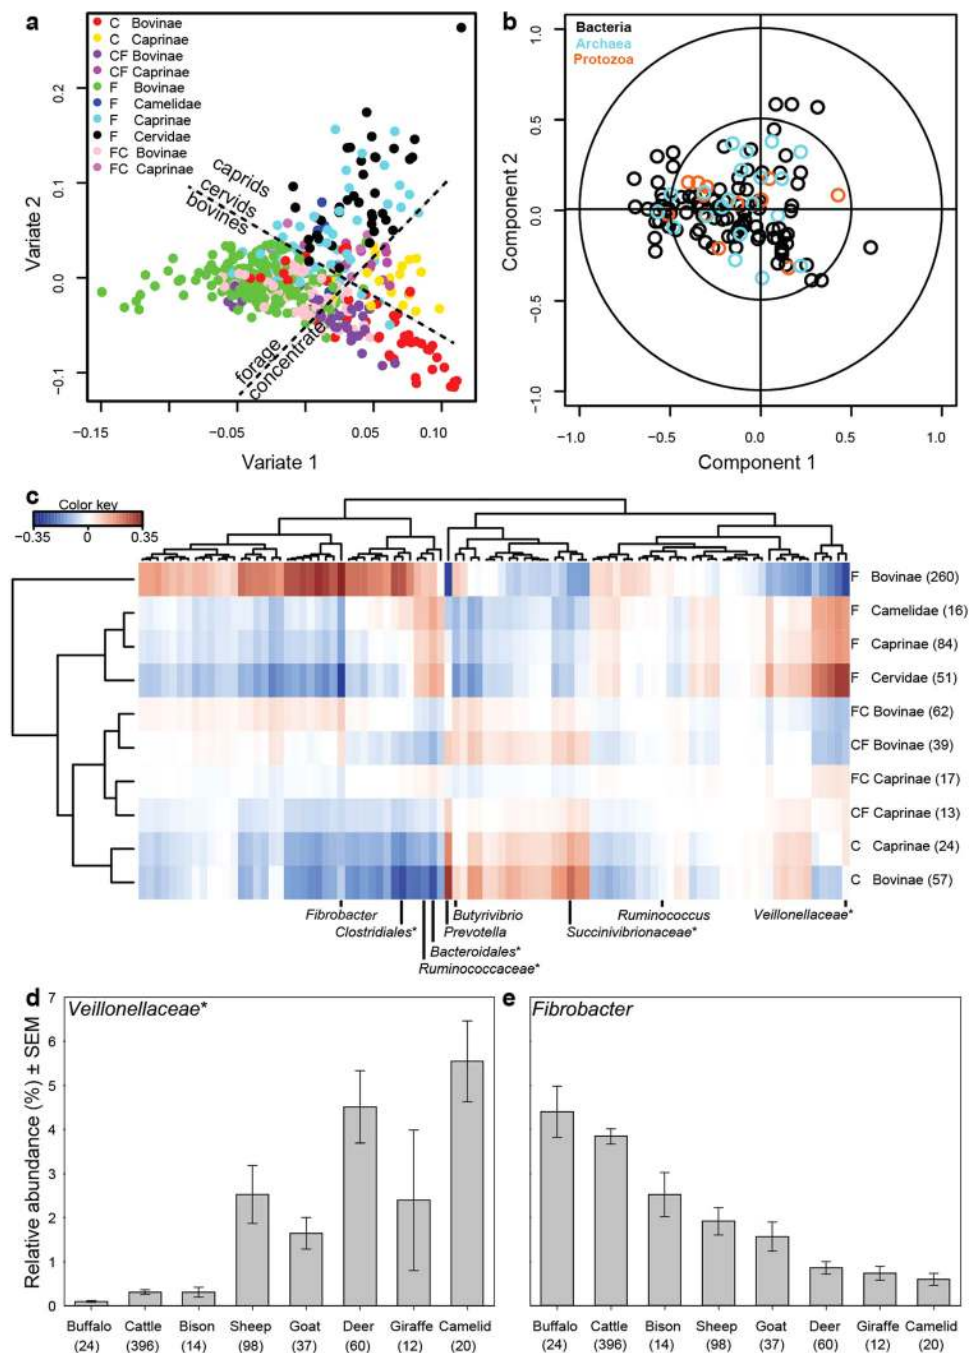 a
C Bovinae
C Caprinae
CF Bovinae
CF Caprinae
F Bovinae
F Camelidae
F Caprinae
F Cervidae
FC Bovinae
FC Caprinae
caprids
cervids
bovines
forage
concentrate
Variate 2
0.2
0.1
0.0
−0.1
−0.15
−0.05
0.05
0.10
Variate 1
b
Bacteria
Archaea
Protozoa
Component 2
1.0
0.5
0.0
−0.5
−1.0
−1.0
−0.5
0.0
0.5
1.0
Component 1
c
Color key
−0.35
0
0.35
F Bovinae (260)
F Camelidae (16)
F Caprinae (84)
F Cervidae (51)
FC Bovinae (62)
CF Bovinae (39)
FC Caprinae (17)
CF Caprinae (13)
C Caprinae (24)
C Bovinae (57)
Fibrobacter
Butyrivibrio
Ruminococcus
Veillonellaceae*
Clostridiales*
Prevotella
Succinivibrionaceae*
Bacteroidales*
Ruminococcaceae*
d
Veillonellaceae*
Relative abundance (%) ± SEM
7
6
5
4
3
2
1
0
Buffalo Cattle Bison Sheep Goat Deer Giraffe Camelid
(24) (396) (14) (98) (37) (60) (12) (20)
e
Fibrobacter
Buffalo Cattle Bison Sheep Goat Deer Giraffe Camelid
(24) (396) (14) (98) (37) (60) (12) (20)